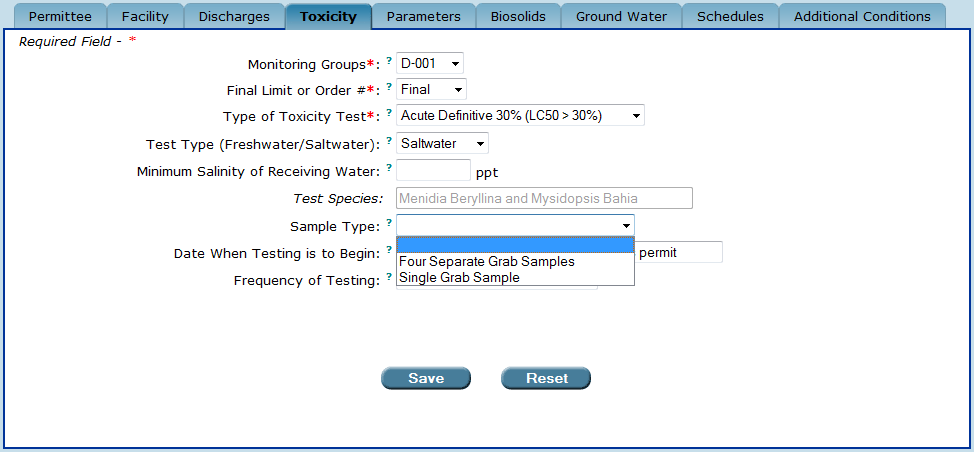 Permittee Facility Discharges Toxicity Parameters Biosolids Ground Water Schedules Additional Conditions
Required Field - *
Monitoring Groups*: ? D-001
Final Limit or Order #*: ? Final
Type of Toxicity Test*: ? Acute Definitive 30% (LC50 > 30%)
Test Type (Freshwater/Saltwater): ? Saltwater
Minimum Salinity of Receiving Water: ? ppt
Test Species: Menidia Beryllina and Mysidopsis Bahia
Sample Type: ?
Date When Testing is to Begin: ? permit
Four Separate Grab Samples
Frequency of Testing: ? Single Grab Sample
Save Reset